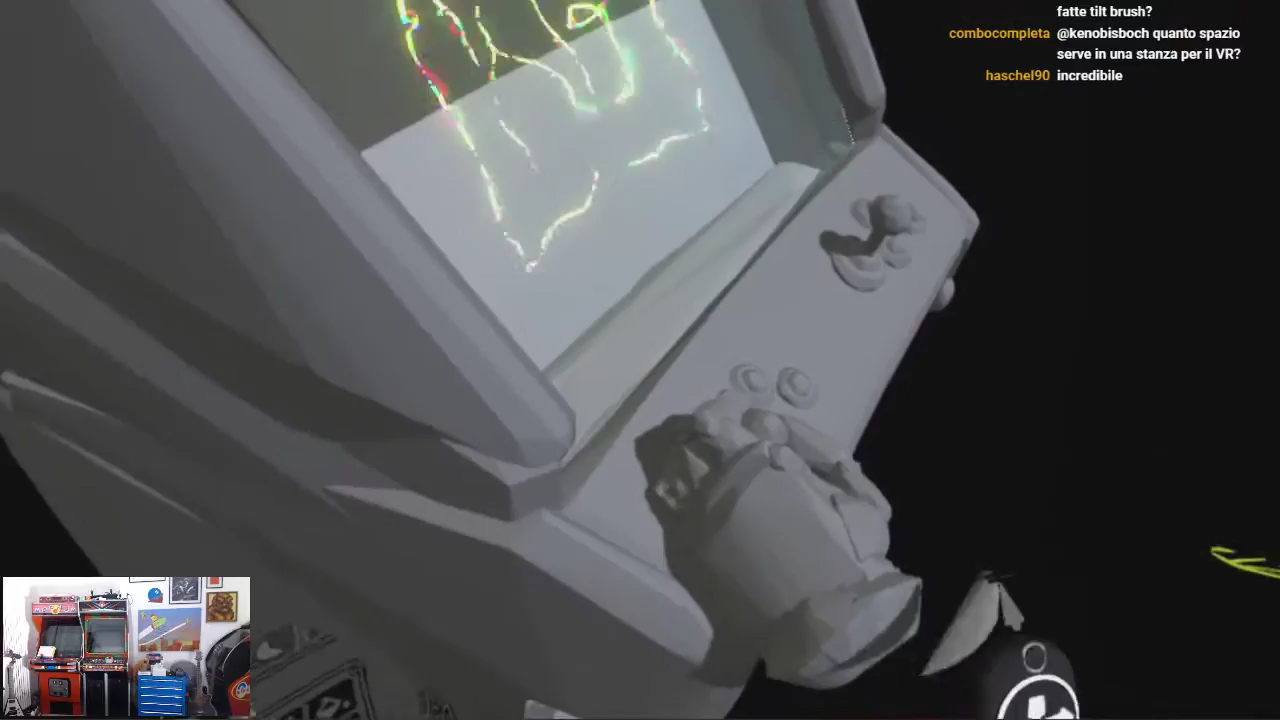 fatte tilt brush?
combocompleta @kenobisboch quanto spazio
serve in una stanza per il VR?
haschel90 incredibile